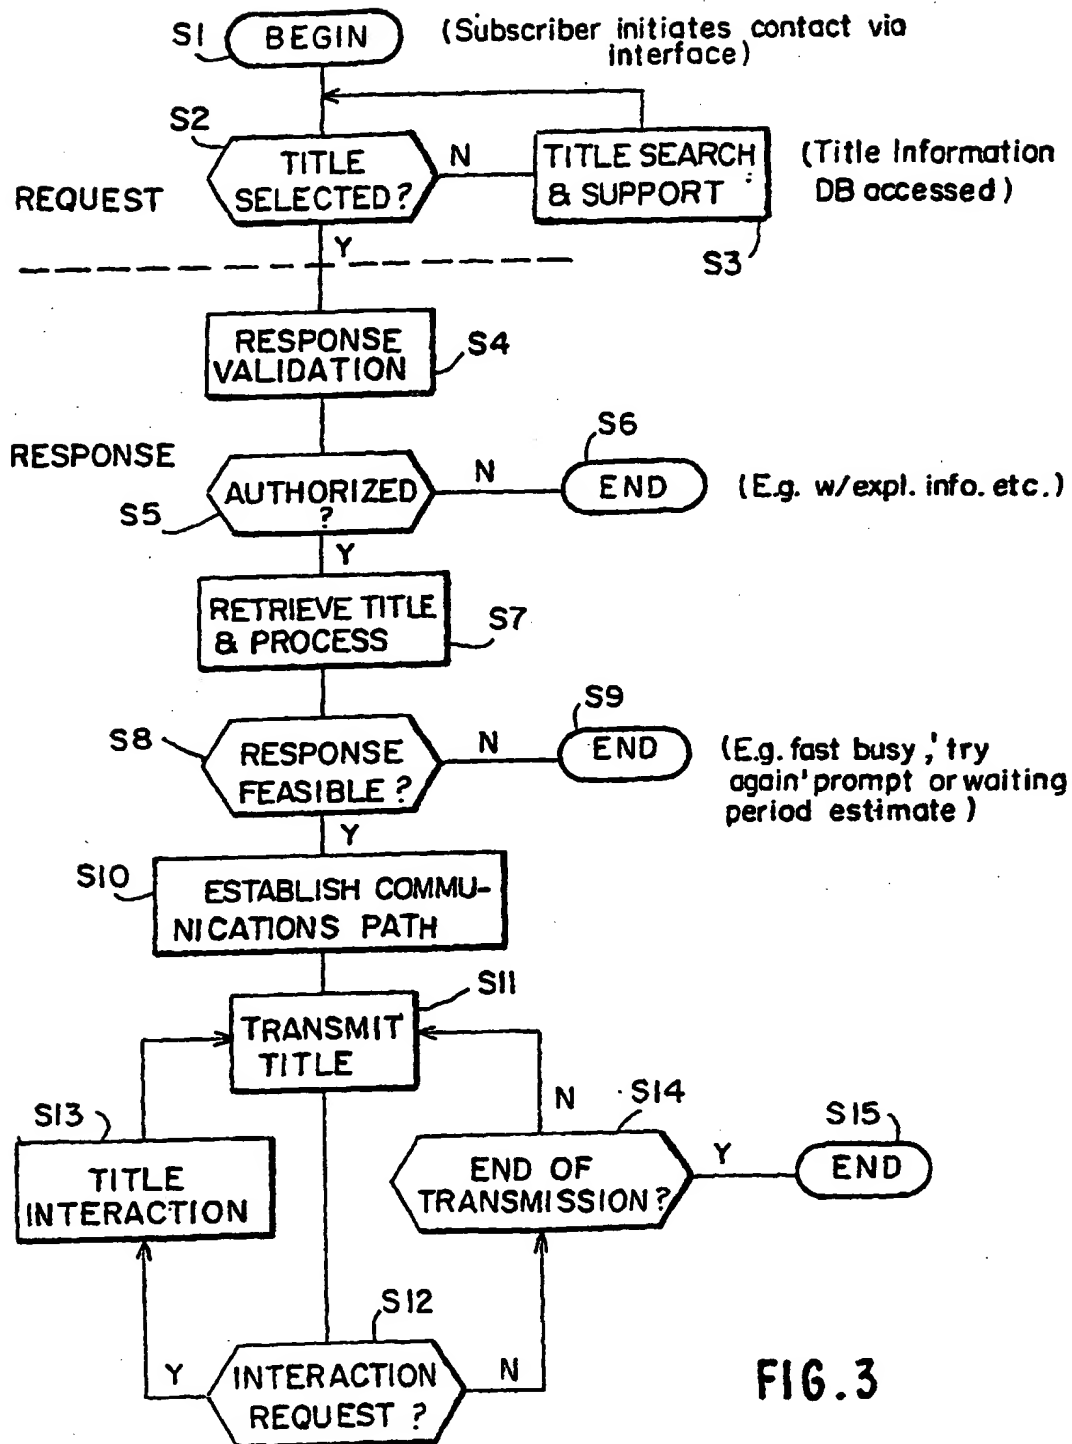 S1
BEGIN
(Subscriber initiates contact via
interface)
S2
TITLE
SELECTED?
N
TITLE SEARCH
& SUPPORT
(Title Information
DB accessed)
REQUEST
Y
S3
RESPONSE
VALIDATION
S4
RESPONSE
S5
AUTHORIZED
?
N
S6
END
(E.g. w/expl. info. etc.)
Y
RETRIEVE TITLE
& PROCESS
S7
S8
RESPONSE
FEASIBLE?
N
S9
END
(E.g. fast busy,'try
again' prompt or waiting
period estimate)
Y
S10
ESTABLISH COMMU-
NICATIONS PATH
S11
TRANSMIT
TITLE
S13
TITLE
INTERACTION
N
S14
END OF
TRANSMISSION?
Y
S15
END
S12
Y
INTERACTION
REQUEST?
N
FIG.3